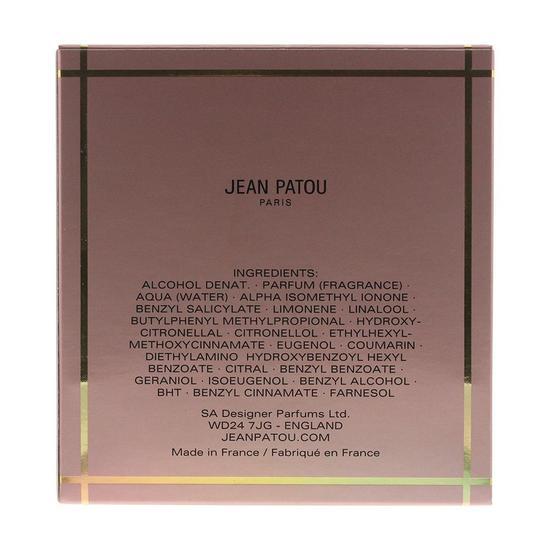 JEAN PATOU
PARIS
INGREDIENTS:
ALCOHOL DENAT. · PARFUM (FRAGRANCE) ·
AQUA (WATER) · ALPHA ISOMETHYL IONONE ·
BENZYL SALICYLATE · LIMONENE · LINALOOL ·
BUTYLPHENYL METHYLPROPIONAL · HYDROXY-
CITRONELLAL · CITRONELLOL · ETHYLHEXYL-
METHOXYCINNAMATE · EUGENOL · COUMARIN ·
DIETHYLAMINO HYDROXYBENZOYL HEXYL
BENZOATE · CITRAL · BENZYL BENZOATE ·
GERANIOL · ISOEUGENOL · BENZYL ALCOHOL ·
BHT · BENZYL CINNAMATE · FARNESOL
SA Designer Parfums Ltd.
WD24 7JG - ENGLAND
JEANPATOU.COM
Made in France / Fabriqué en France